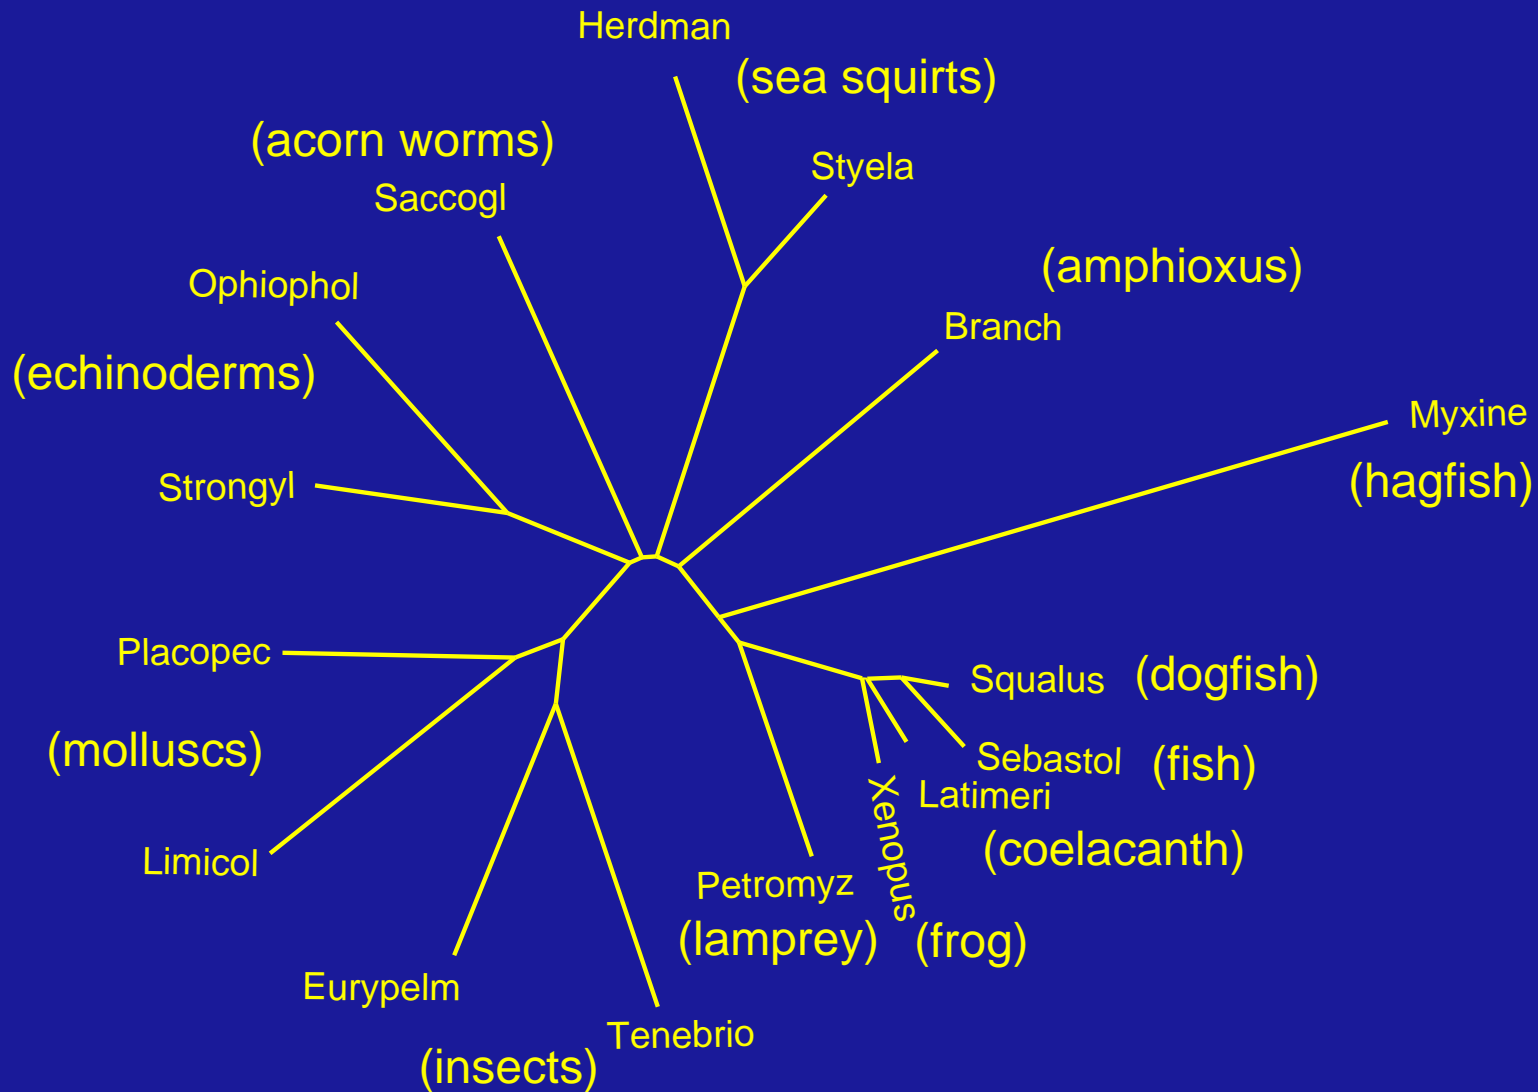 Herdman
(sea squirts)
(acorn worms)
Styela
Saccogl
(amphioxus)
Ophiophol
Branch
(echinoderms)
Myxine
(hagfish)
Strongyl
Placopec
Squalus (dogfish)
(molluscs)
Sebastol (fish)
Latimeri
Xenopus
(coelacanth)
Limicol
Petromyz
(lamprey)
(frog)
Eurypelm
Tenebrio
(insects)